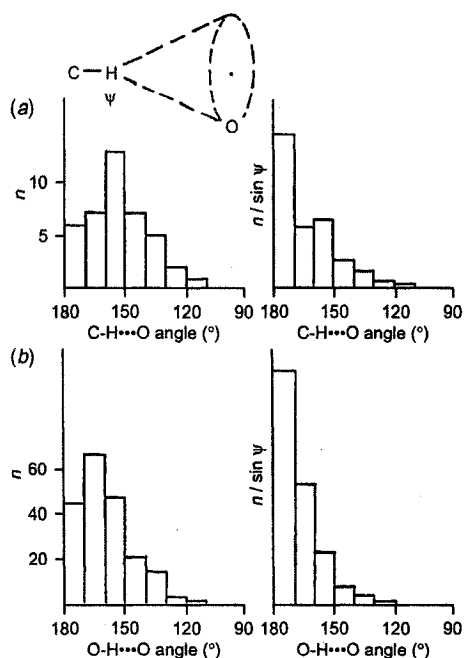 C H
ψ
O
(a)
n
10
5
180 150 120 90
C-H•••O angle (°)
n / sin ψ
180 150 120 90
C-H•••O angle (°)
(b)
n
60
40
20
180 150 120 90
O-H•••O angle (°)
n / sin ψ
180 150 120 90
O-H•••O angle (°)